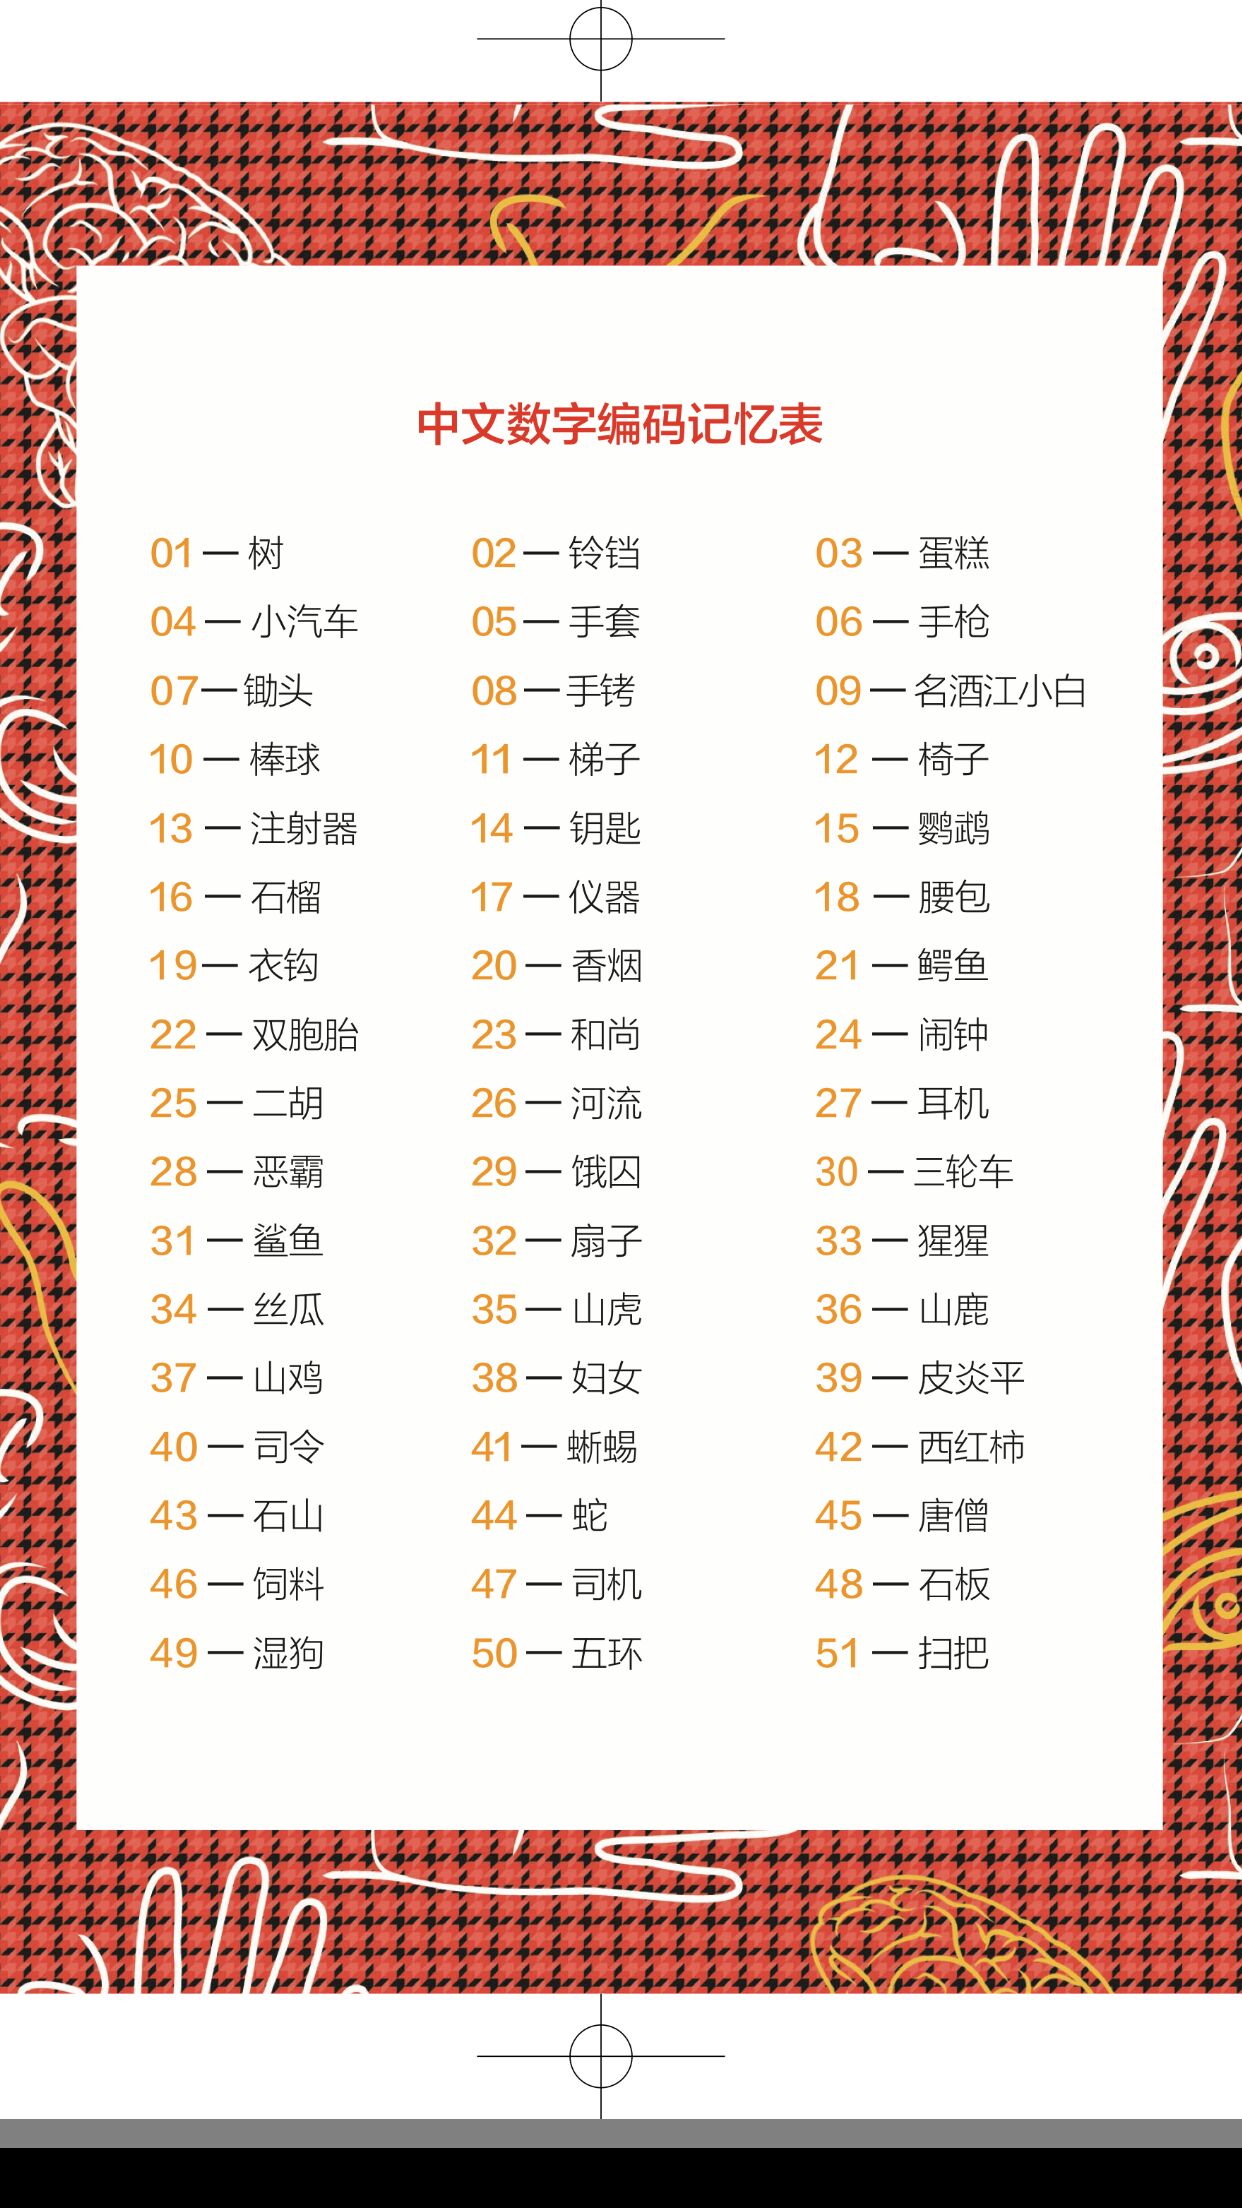 中文数字编码记忆表
01 — 树 02 — 铃铛 03 — 蛋糕
04 — 小汽车 05 — 手套 06 — 手枪
07 — 锄头 08 — 手铐 09 — 名酒江小白
10 — 棒球 11 — 梯子 12 — 椅子
13 — 注射器 14 — 钥匙 15 — 鹦鹉
16 — 石榴 17 — 仪器 18 — 腰包
19 — 衣钩 20 — 香烟 21 — 鳄鱼
22 — 双胞胎 23 — 和尚 24 — 闹钟
25 — 二胡 26 — 河流 27 — 耳机
28 — 恶霸 29 — 饿囚 30 — 三轮车
31 — 鲨鱼 32 — 扇子 33 — 猩猩
34 — 丝瓜 35 — 山虎 36 — 山鹿
37 — 山鸡 38 — 妇女 39 — 皮炎平
40 — 司令 41 — 蜥蜴 42 — 西红柿
43 — 石山 44 — 蛇 45 — 唐僧
46 — 饲料 47 — 司机 48 — 石板
49 — 湿狗 50 — 五环 51 — 扫把